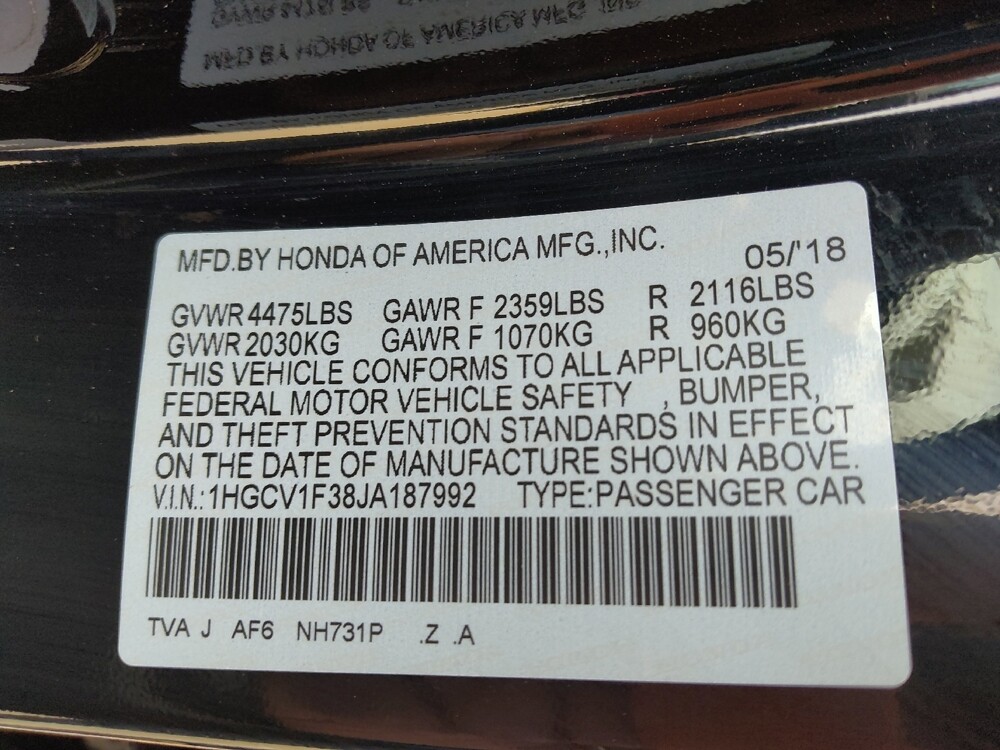 MFD.BY HONDA OF AMERICA MFG.,INC. 05/'18
GVWR 4475LBS GAWR F 2359LBS R 2116LBS
GVWR 2030KG GAWR F 1070KG R 960KG
THIS VEHICLE CONFORMS TO ALL APPLICABLE
FEDERAL MOTOR VEHICLE SAFETY , BUMPER,
AND THEFT PREVENTION STANDARDS IN EFFECT
ON THE DATE OF MANUFACTURE SHOWN ABOVE.
V.I.N.: 1HGCV1F38JA187992 TYPE:PASSENGER CAR
TVA J AF6 NH731P .Z .A